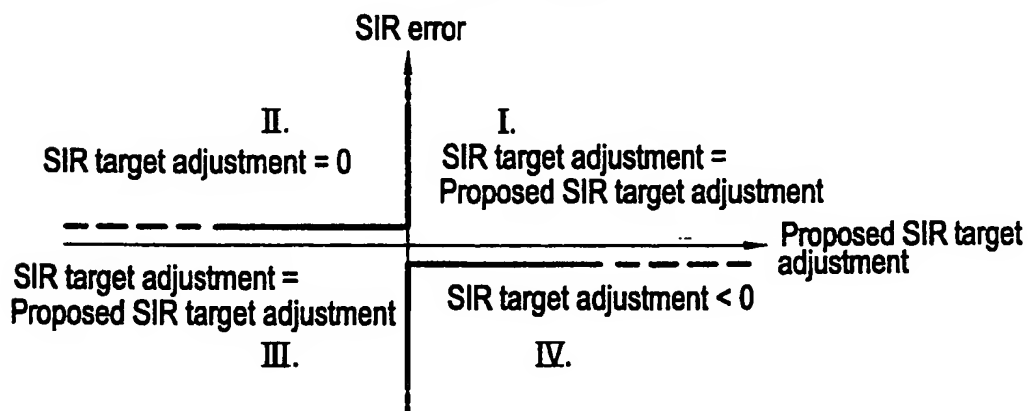 SIR error
II.
SIR target adjustment = 0
I.
SIR target adjustment =
Proposed SIR target adjustment
Proposed SIR target
adjustment
SIR target adjustment =
Proposed SIR target adjustment
III.
SIR target adjustment < 0
IV.